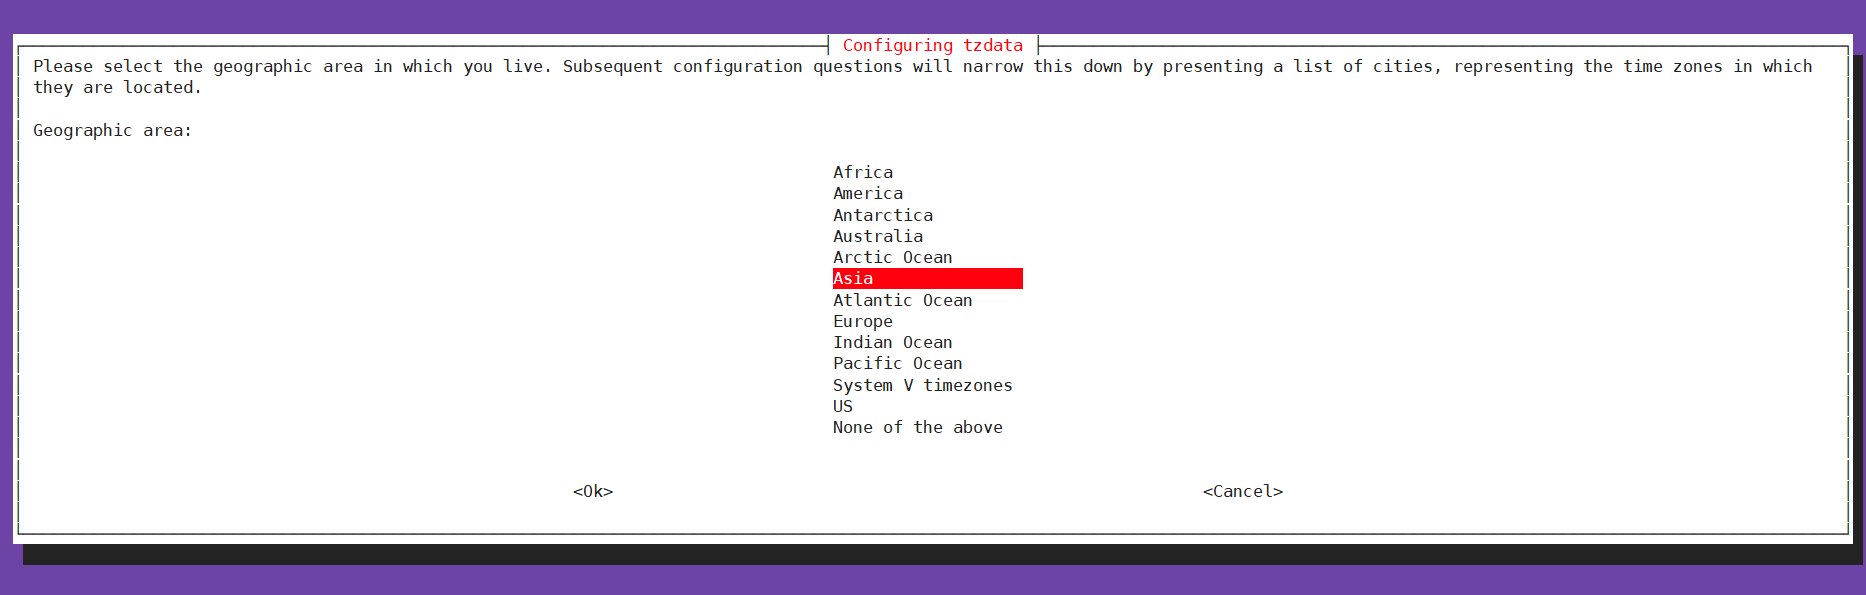 Configuring tzdata
Please select the geographic area in which you live. Subsequent configuration questions will narrow this down by presenting a list of cities, representing the time zones in which
they are located.
Geographic area:
Africa
America
Antarctica
Australia
Arctic Ocean
Asia
Atlantic Ocean
Europe
Indian Ocean
Pacific Ocean
System V timezones
US
None of the above
<Ok> <Cancel>